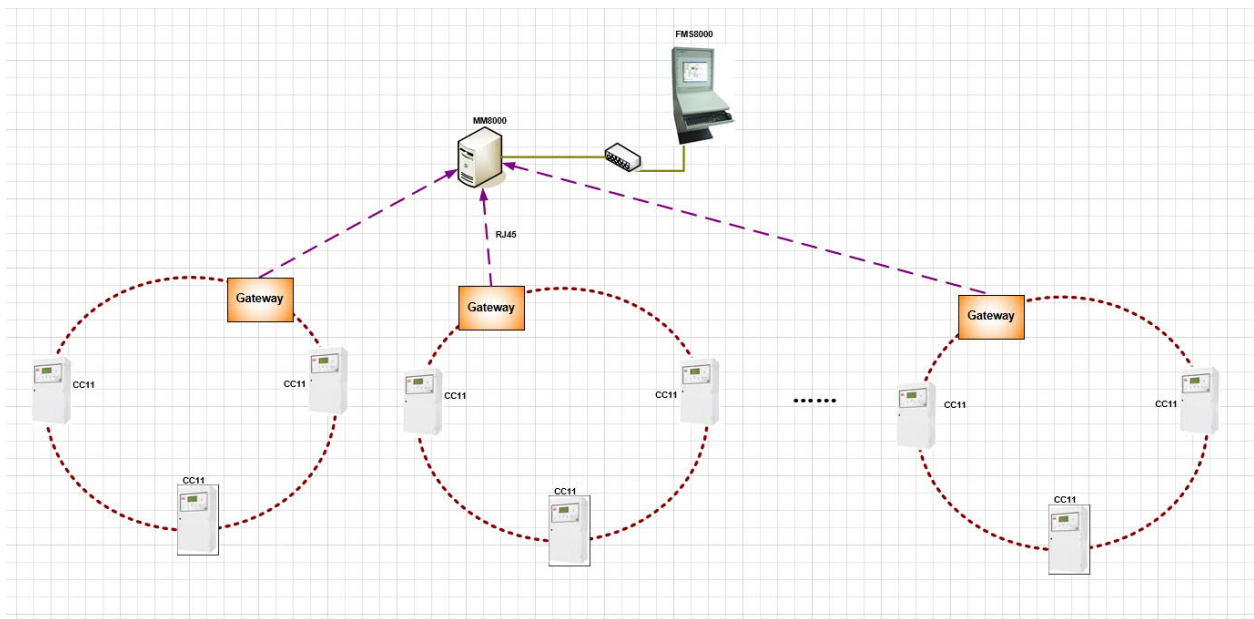 FMS8000
MM8000
RJ45
Gateway
Gateway
Gateway
CC11
CC11
CC11
CC11
CC11
CC11
CC11
CC11
CC11
......